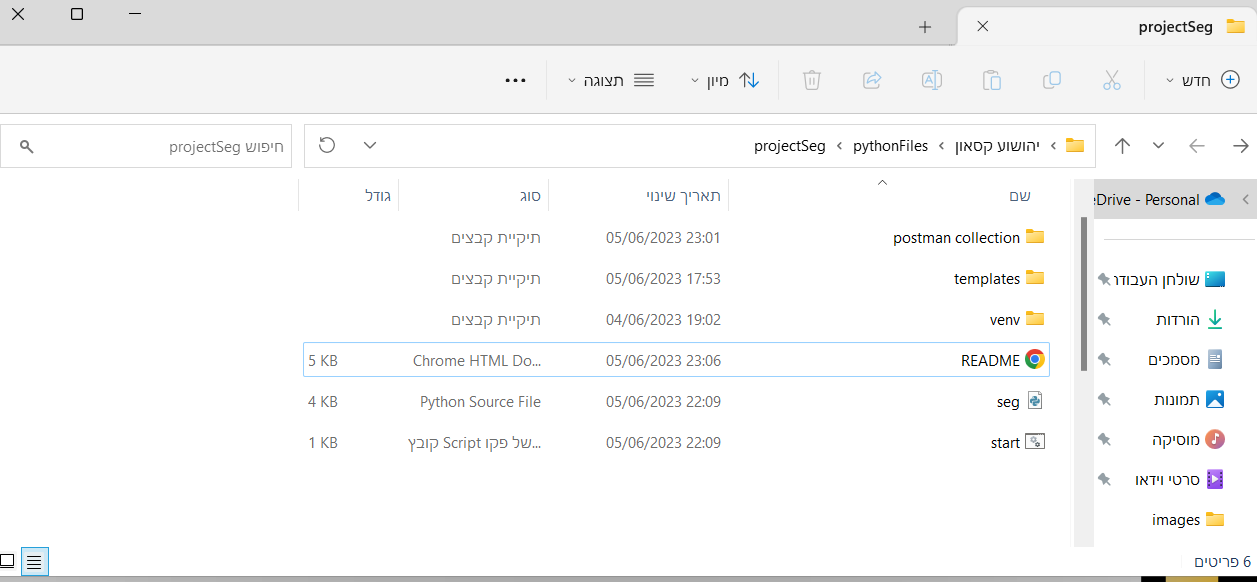 projectSeg
חדש
מיון
תצוגה
יהושוע קסאון
pythonFiles
projectSeg
חיפוש projectSeg
שם
תאריך שינוי
סוג
גודל
postman collection 05/06/2023 23:01 תיקיית קבצים
templates 05/06/2023 17:53 תיקיית קבצים
venv 04/06/2023 19:02 תיקיית קבצים
README 05/06/2023 23:06 Chrome HTML Do... 5 KB
seg 05/06/2023 22:09 Python Source File 4 KB
start 05/06/2023 22:09 קובץ Script של פקו... 1 KB
eDrive - Personal
שולחן העבודה
הורדות
מסמכים
תמונות
מוסיקה
סרטי וידאו
images
6 פריטים